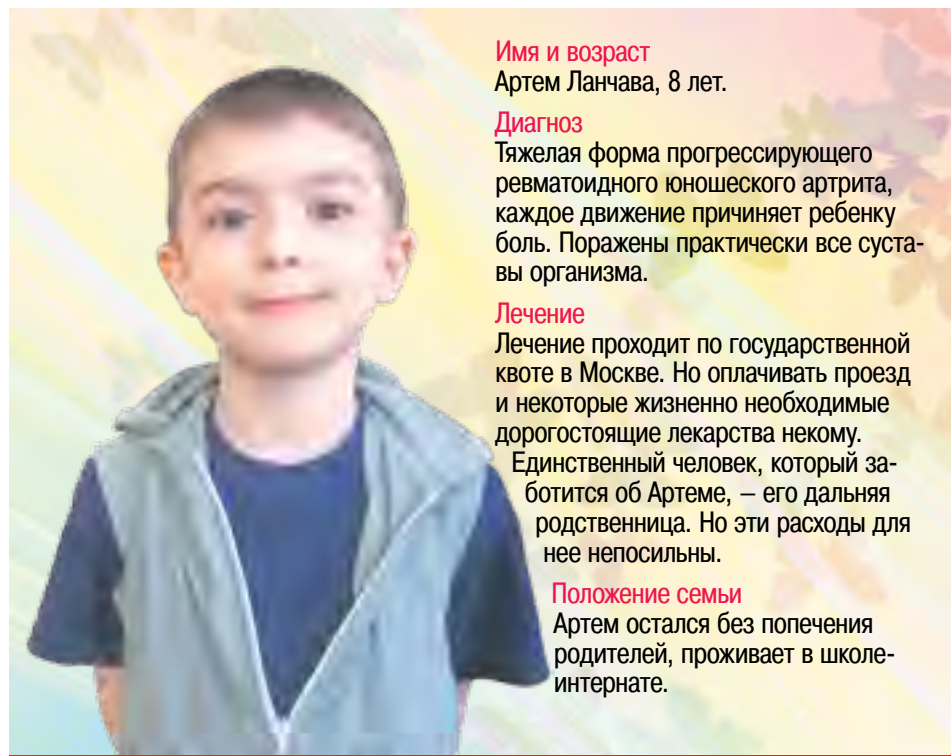 Имя и возраст
Артем Ланчава, 8 лет.
Диагноз
Тяжелая форма прогрессирующего
ревматоидного юношеского артрита,
каждое движение причиняет ребенку
боль. Поражены практически все суста-
вы организма.
Лечение
Лечение проходит по государственной
квоте в Москве. Но оплачивать проезд
и некоторые жизненно необходимые
дорогостоящие лекарства некому.
Единственный человек, который за-
ботится об Артеме, – его дальняя
родственница. Но эти расходы для
нее непосильны.
Положение семьи
Артем остался без попечения
родителей, проживает в школе-
интернате.